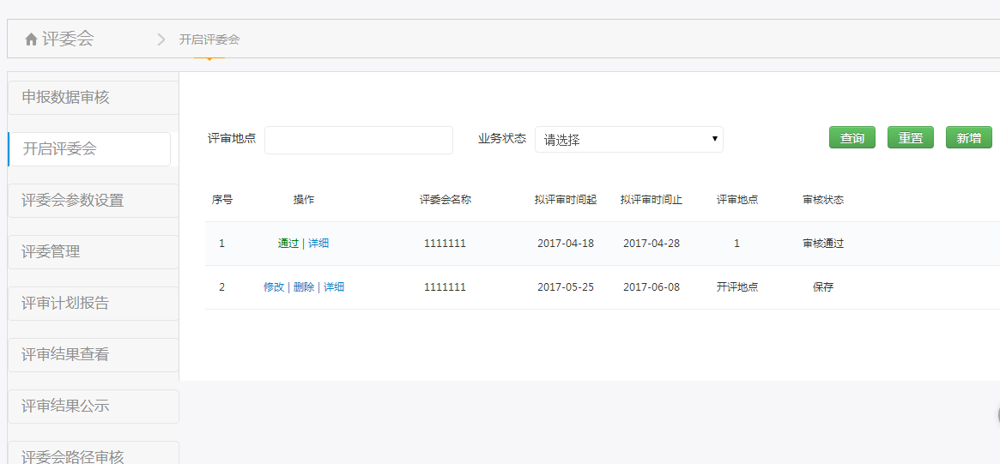 评委会 开启评委会
申报数据审核
开启评委会
评委会参数设置
评委管理
评审计划报告
评审结果查看
评审结果公示
评委会路径审核
评审地点 业务状态 请选择 查询 重置 新增
序号 操作 评委会名称 拟评审时间起 拟评审时间止 评审地点 审核状态
1 通过 | 详细 1111111 2017-04-18 2017-04-28 1 审核通过
2 修改 | 删除 | 详细 1111111 2017-05-25 2017-06-08 开评地点 保存